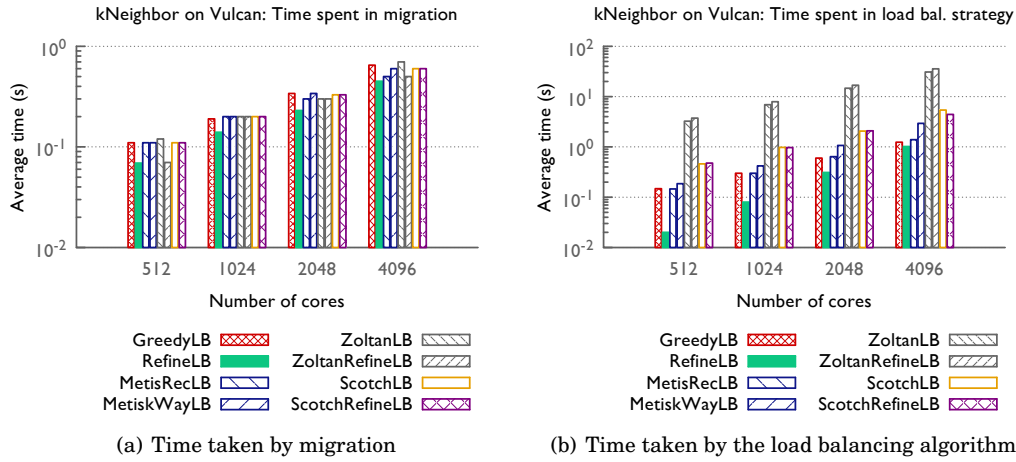 kNeighbor on Vulcan: Time spent in migration
Average time (s)
10^0
10^-1
10^-2
512 1024 2048 4096
Number of cores
GreedyLB
RefineLB
MetisRecLB
MetiskWayLB
ZoltanLB
ZoltanRefineLB
ScotchLB
ScotchRefineLB
(a) Time taken by migration
kNeighbor on Vulcan: Time spent in load bal. strategy
Average time (s)
10^2
10^1
10^0
10^-1
10^-2
512 1024 2048 4096
Number of cores
GreedyLB
RefineLB
MetisRecLB
MetiskWayLB
ZoltanLB
ZoltanRefineLB
ScotchLB
ScotchRefineLB
(b) Time taken by the load balancing algorithm